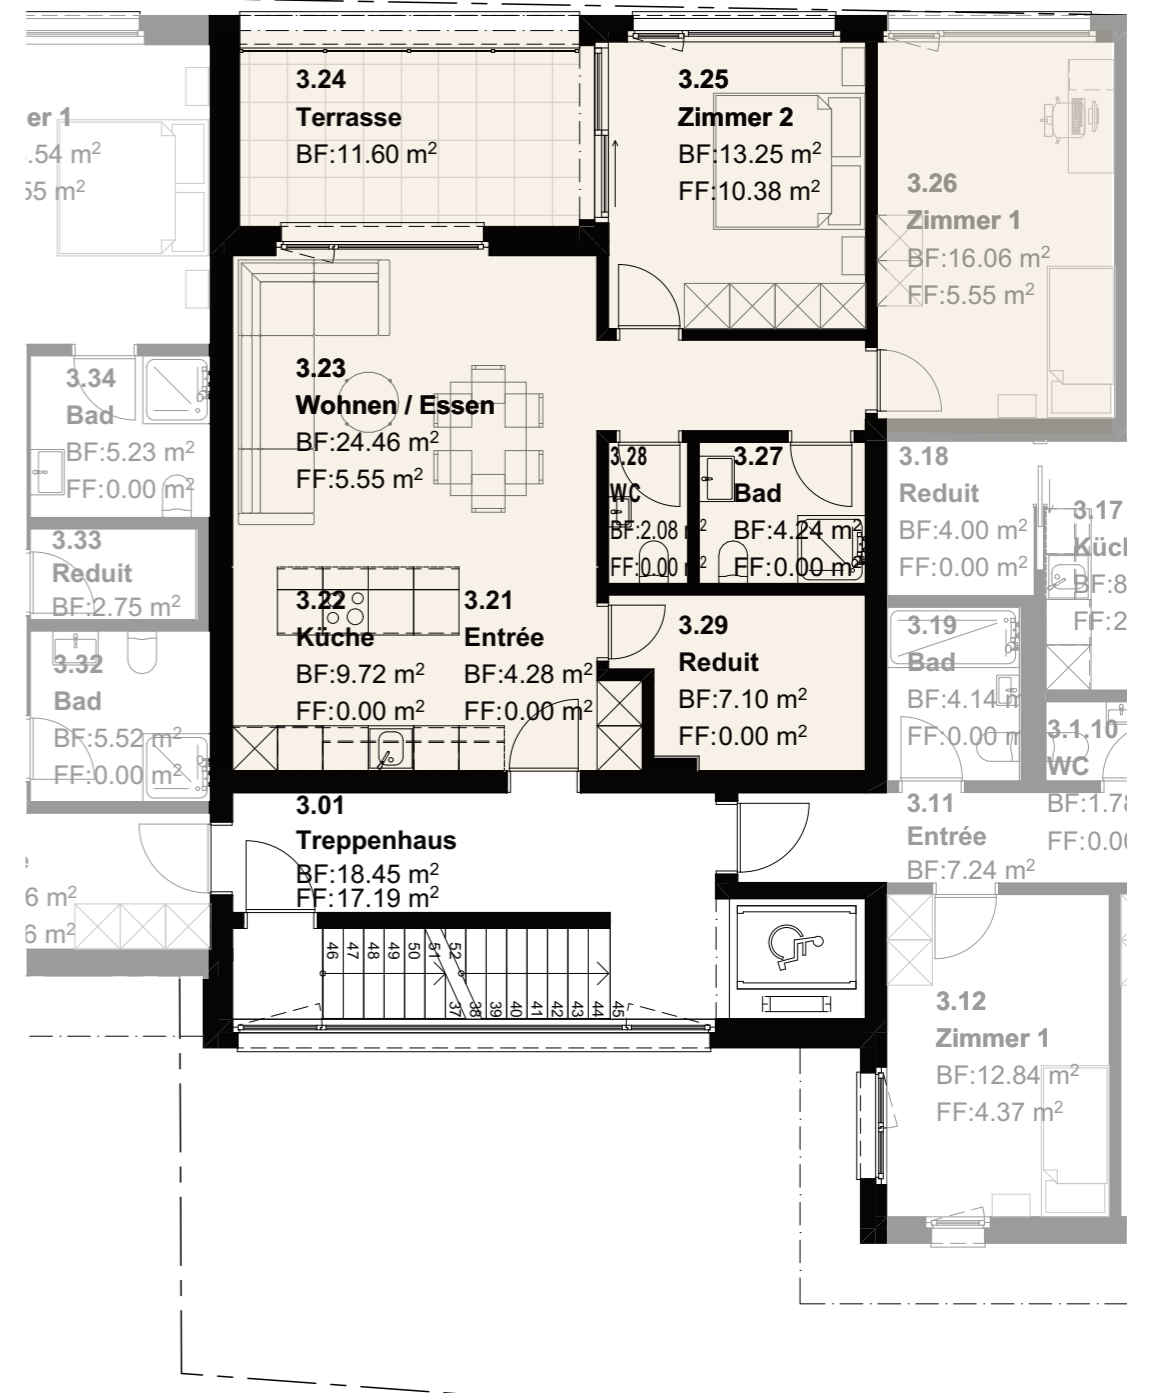 3.24
Terrasse
BF:11.60 m²
3.25
Zimmer 2
BF:13.25 m²
FF:10.38 m²
er 1
.54 m²
55 m²
3.26
Zimmer 1
BF:16.06 m²
FF:5.55 m²
3.23
Wohnen / Essen
BF:24.46 m²
FF:5.55 m²
3.34
Bad
BF:5.23 m²
FF:0.00 m²
3.28
WC
BF:2.08 m²
FF:0.00 m²
3.27
Bad
BF:4.24 m²
FF:0.00 m²
3.18
Reduit
BF:4.00 m²
FF:0.00 m²
3.17
Küch
BF:8
FF:2
3.33
Reduit
BF:2.75 m²
3.22
Küche
BF:9.72 m²
FF:0.00 m²
3.21
Entrée
BF:4.28 m²
FF:0.00 m²
3.29
Reduit
BF:7.10 m²
FF:0.00 m²
3.19
Bad
BF:4.14 m
FF:0.00 m
3.32
Bad
BF:5.52 m²
FF:0.00 m²
3.1.10
WC
BF:1.78
FF:0.00
3.01
Treppenhaus
BF:18.45 m²
FF:17.19 m²
3.11
Entrée
BF:7.24 m²
6 m²
6 m²
46 47 48 49 50 51 52
37 38 39 40 41 42 43 44 45
3.12
Zimmer 1
BF:12.84 m²
FF:4.37 m²